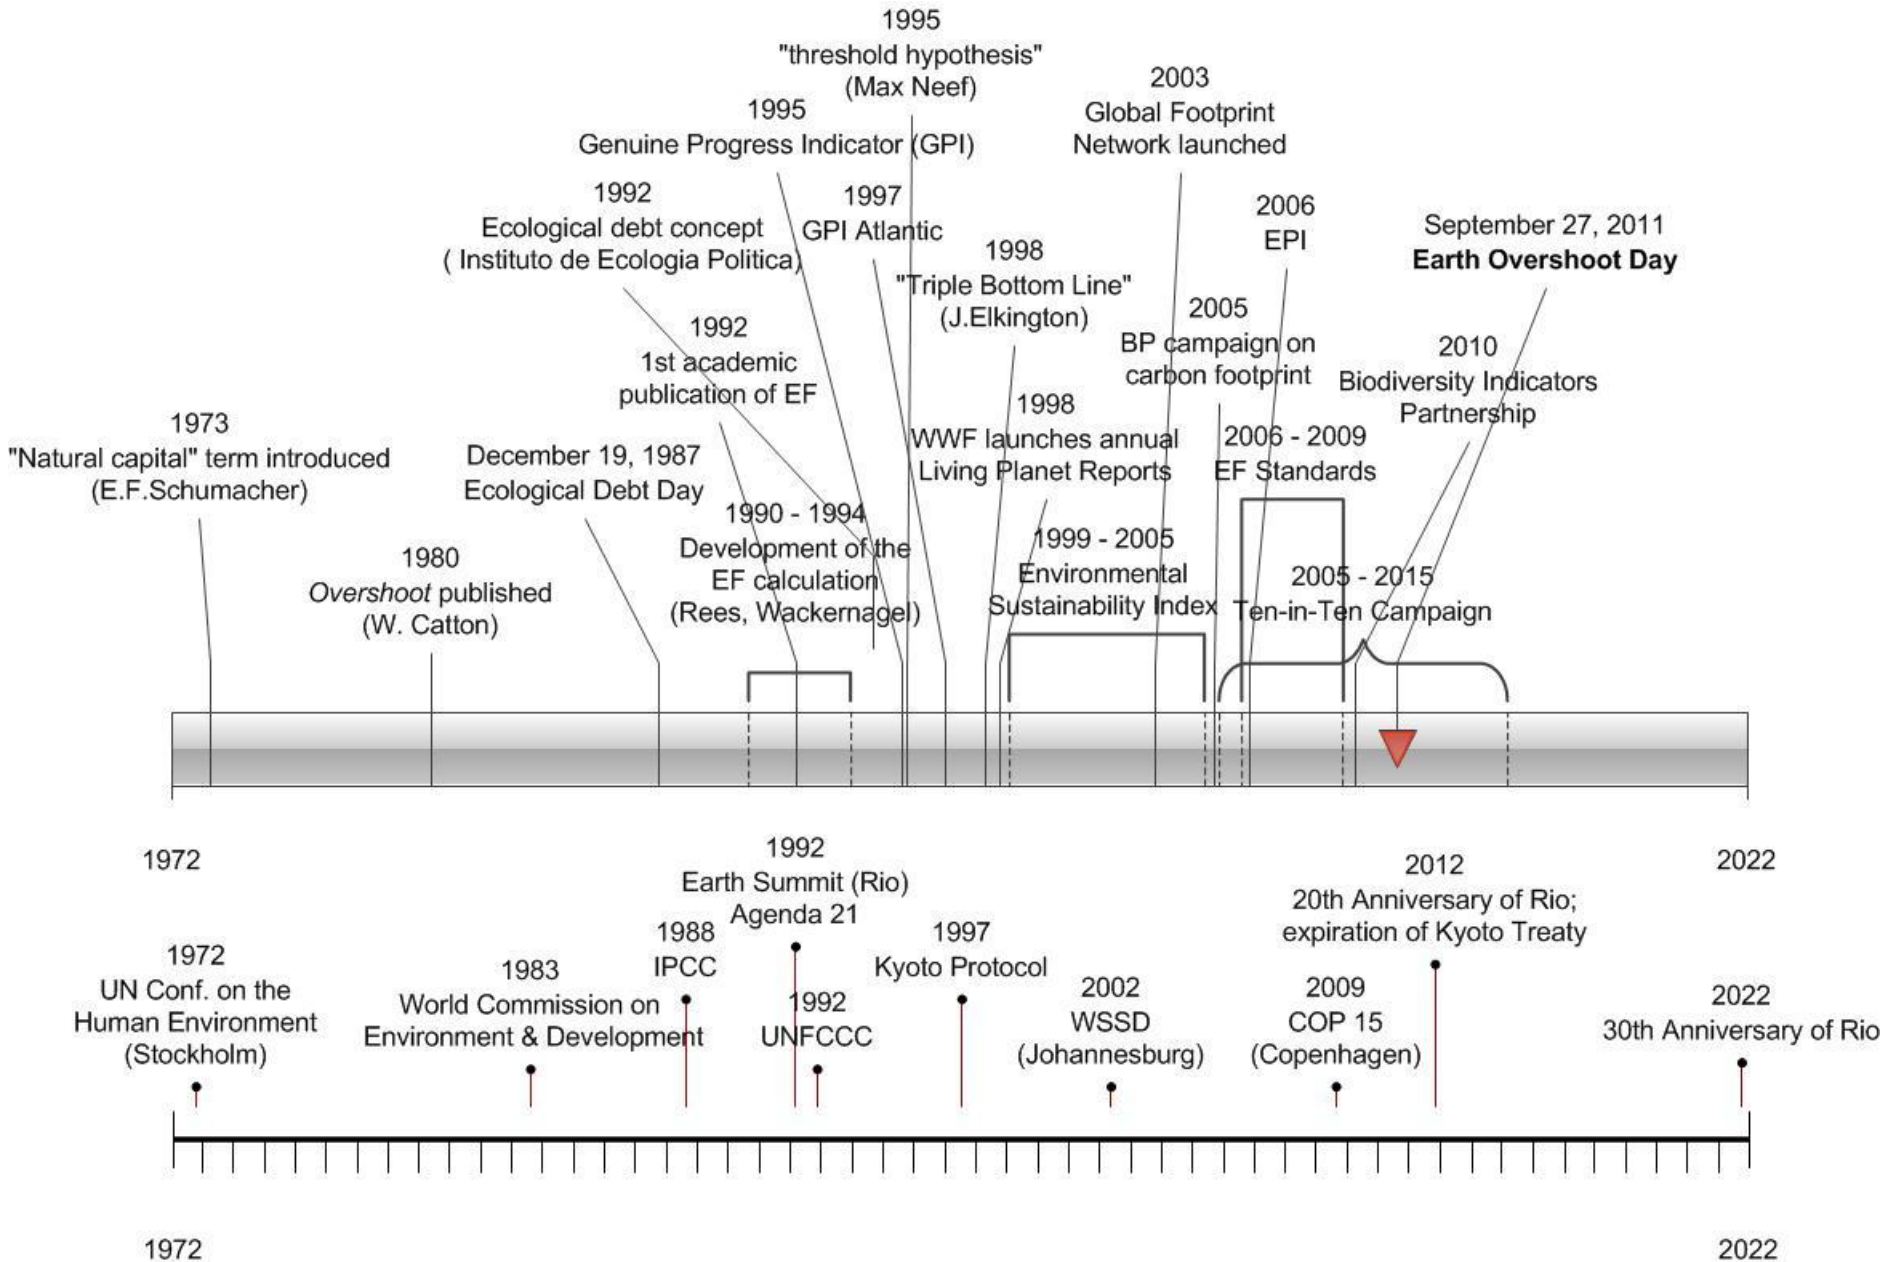 1995
"threshold hypothesis"
(Max Neef)
2003
Global Footprint
Network launched
1995
Genuine Progress Indicator (GPI)
1992
Ecological debt concept
( Instituto de Ecologia Politica)
1997
GPI Atlantic
2006
EPI
September 27, 2011
Earth Overshoot Day
1998
"Triple Bottom Line"
(J.Elkington)
1992
1st academic
publication of EF
2005
BP campaign on
carbon footprint
2010
Biodiversity Indicators
Partnership
1973
"Natural capital" term introduced
(E.F.Schumacher)
December 19, 1987
Ecological Debt Day
1998
WWF launches annual
Living Planet Reports
2006 - 2009
EF Standards
1980
Overshoot published
(W. Catton)
1990 - 1994
Development of the
EF calculation
(Rees, Wackernagel)
1999 - 2005
Environmental
Sustainability Index
2005 - 2015
Ten-in-Ten Campaign
1972
2022
1972
UN Conf. on the
Human Environment
(Stockholm)
1983
World Commission on
Environment & Development
1988
IPCC
1992
Earth Summit (Rio)
Agenda 21
1992
UNFCCC
1997
Kyoto Protocol
2002
WSSD
(Johannesburg)
2009
COP 15
(Copenhagen)
2012
20th Anniversary of Rio;
expiration of Kyoto Treaty
2022
30th Anniversary of Rio
1972
2022